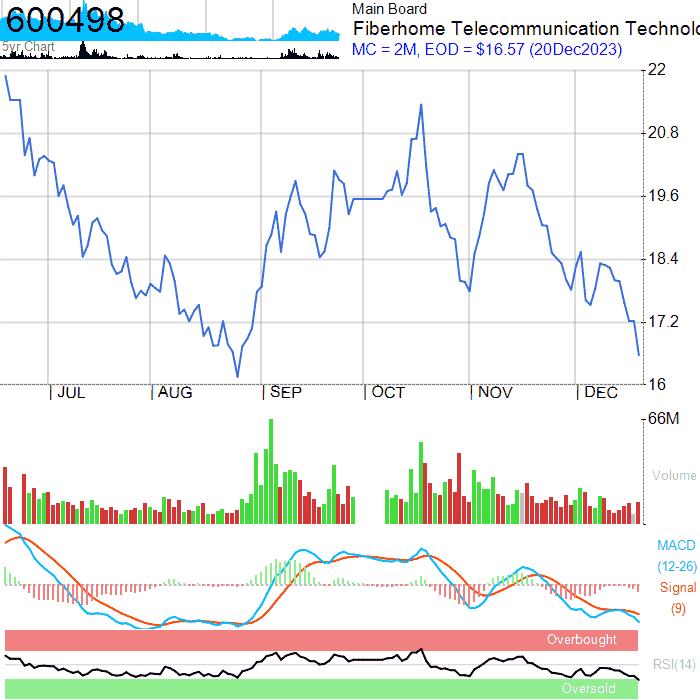 600498
5yr Chart
Main Board
Fiberhome Telecommunication Technolo
MC = 2M, EOD = $16.57 (20Dec2023)
22
20.8
19.6
18.4
17.2
16
JUL AUG SEP OCT NOV DEC
66M
Volume
MACD
(12-26)
Signal
(9)
Overbought
RSI(14)
Oversold